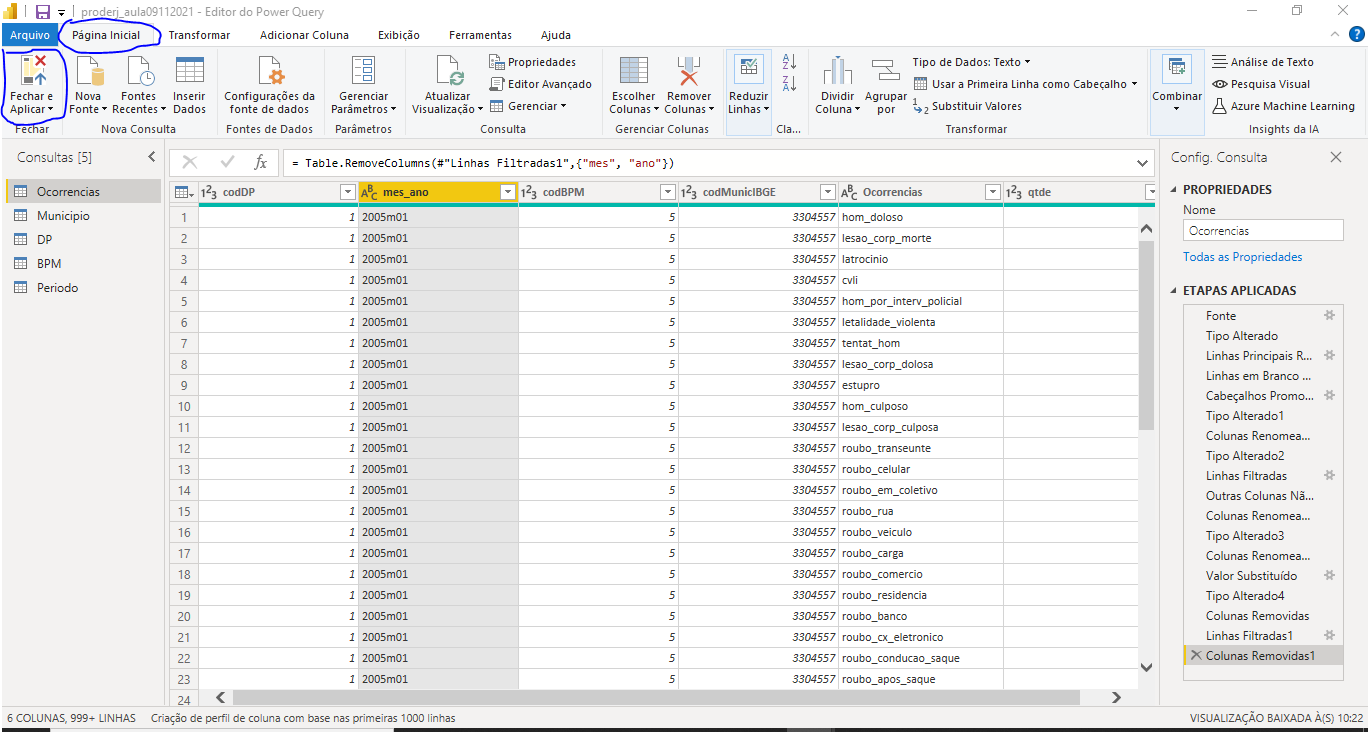 proderj_aula09112021 - Editor do Power Query
Arquivo
Página Inicial
Transformar
Adicionar Coluna
Exibição
Ferramentas
Ajuda
Fechar e
Aplicar
Fechar
Nova
Fonte
Fontes
Recentes
Inserir
Dados
Nova Consulta
Configurações da
fonte de dados
Fontes de Dados
Gerenciar
Parâmetros
Parâmetros
Atualizar
Visualização
Propriedades
Editor Avançado
Gerenciar
Consulta
Escolher
Colunas
Remover
Colunas
Gerenciar Colunas
Reduzir
Linhas
Cla...
Dividir
Coluna
Agrupar
por
Tipo de Dados: Texto
Usar a Primeira Linha como Cabeçalho
Substituir Valores
Transformar
Combinar
Análise de Texto
Pesquisa Visual
Azure Machine Learning
Insights da IA
Consultas [5]
Ocorrencias
Municipio
DP
BPM
Periodo
fx
= Table.RemoveColumns(#"Linhas Filtradas1",{"mes", "ano"})
123 codDP ABC mes_ano 123 codBPM 123 codMunicIBGE ABC Ocorrencias 123 qtde
1 1 2005m01 5 3304557 hom_doloso
2 1 2005m01 5 3304557 lesao_corp_morte
3 1 2005m01 5 3304557 latrocinio
4 1 2005m01 5 3304557 cvli
5 1 2005m01 5 3304557 hom_por_interv_policial
6 1 2005m01 5 3304557 letalidade_violenta
7 1 2005m01 5 3304557 tentat_hom
8 1 2005m01 5 3304557 lesao_corp_dolosa
9 1 2005m01 5 3304557 estupro
10 1 2005m01 5 3304557 hom_culposo
11 1 2005m01 5 3304557 lesao_corp_culposa
12 1 2005m01 5 3304557 roubo_transeunte
13 1 2005m01 5 3304557 roubo_celular
14 1 2005m01 5 3304557 roubo_em_coletivo
15 1 2005m01 5 3304557 roubo_rua
16 1 2005m01 5 3304557 roubo_veiculo
17 1 2005m01 5 3304557 roubo_carga
18 1 2005m01 5 3304557 roubo_comercio
19 1 2005m01 5 3304557 roubo_residencia
20 1 2005m01 5 3304557 roubo_banco
21 1 2005m01 5 3304557 roubo_cx_eletronico
22 1 2005m01 5 3304557 roubo_conducao_saque
23 1 2005m01 5 3304557 roubo_apos_saque
24
Config. Consulta
PROPRIEDADES
Nome
Ocorrencias
Todas as Propriedades
ETAPAS APLICADAS
Fonte
Tipo Alterado
Linhas Principais R...
Linhas em Branco ...
Cabeçalhos Promo...
Tipo Alterado1
Colunas Renomea...
Tipo Alterado2
Linhas Filtradas
Outras Colunas Nã...
Colunas Renomea...
Tipo Alterado3
Colunas Renomea...
Valor Substituído
Tipo Alterado4
Colunas Removidas
Linhas Filtradas1
Colunas Removidas1
6 COLUNAS, 999+ LINHAS
Criação de perfil de coluna com base nas primeiras 1000 linhas
VISUALIZAÇÃO BAIXADA À(S) 10:22